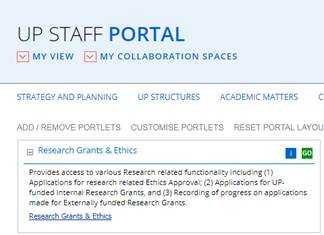 UP STAFF PORTAL
MY VIEW MY COLLABORATION SPACES
STRATEGY AND PLANNING UP STRUCTURES ACADEMIC MATTERS C
ADD / REMOVE PORTLETS CUSTOMISE PORTLETS RESET PORTAL LAYOU
Research Grants & Ethics i GO
Provides access to various Research related functionality including (1)
Applications for research related Ethics Approval; (2) Applications for UP-
funded Internal Research Grants, and (3) Recording of progress on applications
made for Externally funded Research Grants.
Research Grants & Ethics